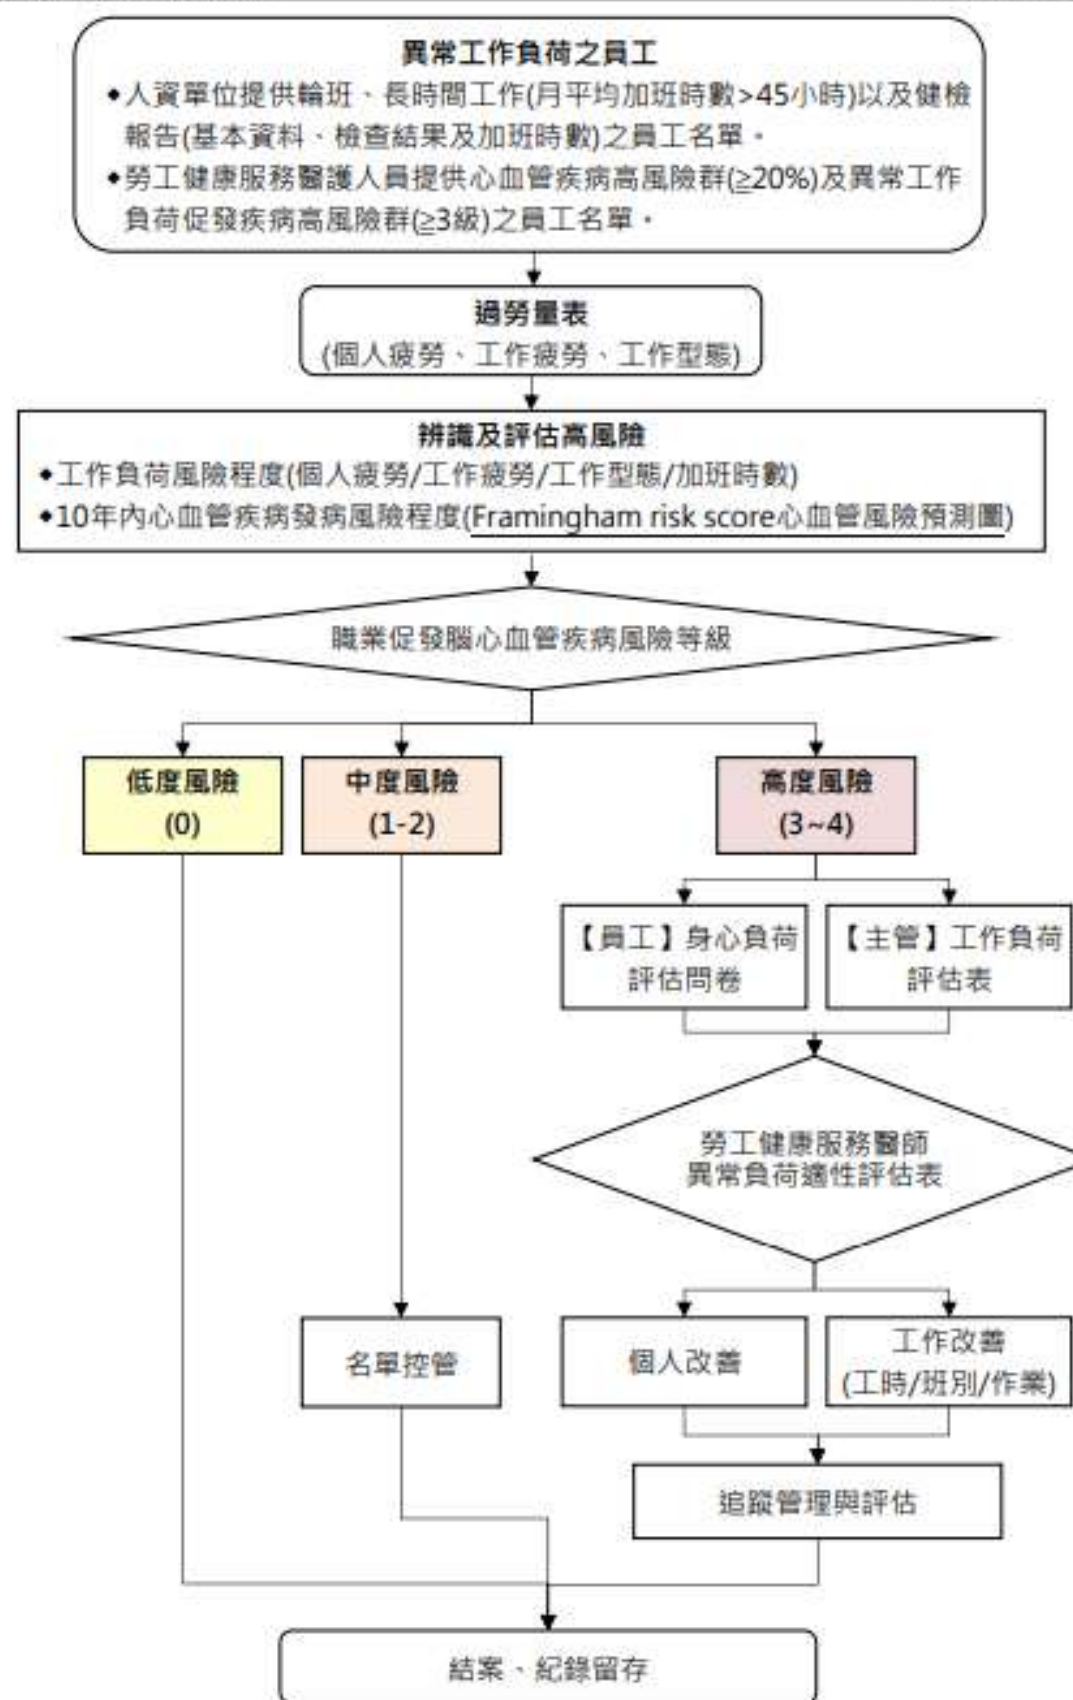 異常工作負荷之員工
◆人資單位提供輪班、長時間工作(月平均加班時數>45小時)以及健檢
報告(基本資料、檢查結果及加班時數)之員工名單。
◆勞工健康服務醫護人員提供心血管疾病高風險群(≧20%)及異常工作
負荷促發疾病高風險群(≧3級)之員工名單。
過勞量表
(個人疲勞、工作疲勞、工作型態)
辨識及評估高風險
◆工作負荷風險程度(個人疲勞/工作疲勞/工作型態/加班時數)
◆10年內心血管疾病發病風險程度(Framingham risk score心血管風險預測圖)
職業促發腦心血管疾病風險等級
低度風險
(0)
中度風險
(1-2)
高度風險
(3~4)
【員工】身心負荷
評估問卷
【主管】工作負荷
評估表
勞工健康服務醫師
異常負荷適性評估表
名單控管
個人改善
工作改善
(工時/班別/作業)
追蹤管理與評估
結案、紀錄留存